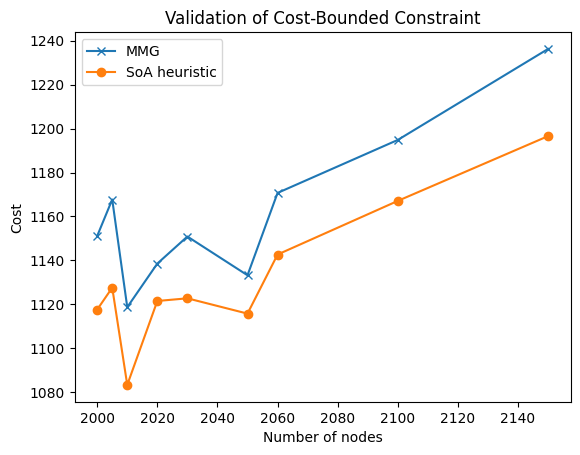 Validation of Cost-Bounded Constraint
MMG
SoA heuristic
Cost
1240
1220
1200
1180
1160
1140
1120
1100
1080
2000 2020 2040 2060 2080 2100 2120 2140
Number of nodes